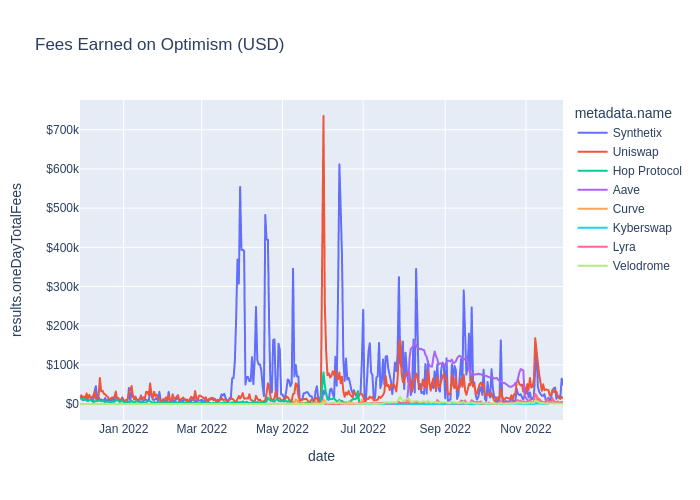 Fees Earned on Optimism (USD)
metadata.name
Synthetix
Uniswap
Hop Protocol
Aave
Curve
Kyberswap
Lyra
Velodrome
results.oneDayTotalFees
$700k
$600k
$500k
$400k
$300k
$200k
$100k
$0
Jan 2022
Mar 2022
May 2022
Jul 2022
Sep 2022
Nov 2022
date